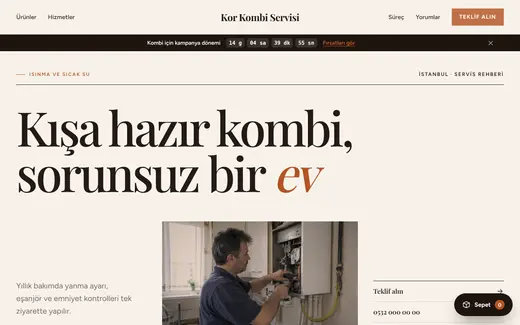 Ürünler
Hizmetler
Kor Kombi Servisi
Süreç
Yorumlar
TEKLİF ALIN
Kombi için kampanya dönemi 14 g 04 sa 39 dk 55 sn Fırsatları gör
ISINMA VE SICAK SU
İSTANBUL · SERVİS REHBERİ
Kışa hazır kombi,
sorunsuz bir ev
Yıllık bakımda yanma ayarı,
eşanjör ve emniyet kontrolleri tek
ziyarette yapılır.
Teklif alın
0532 000 00 00
Sepet 0